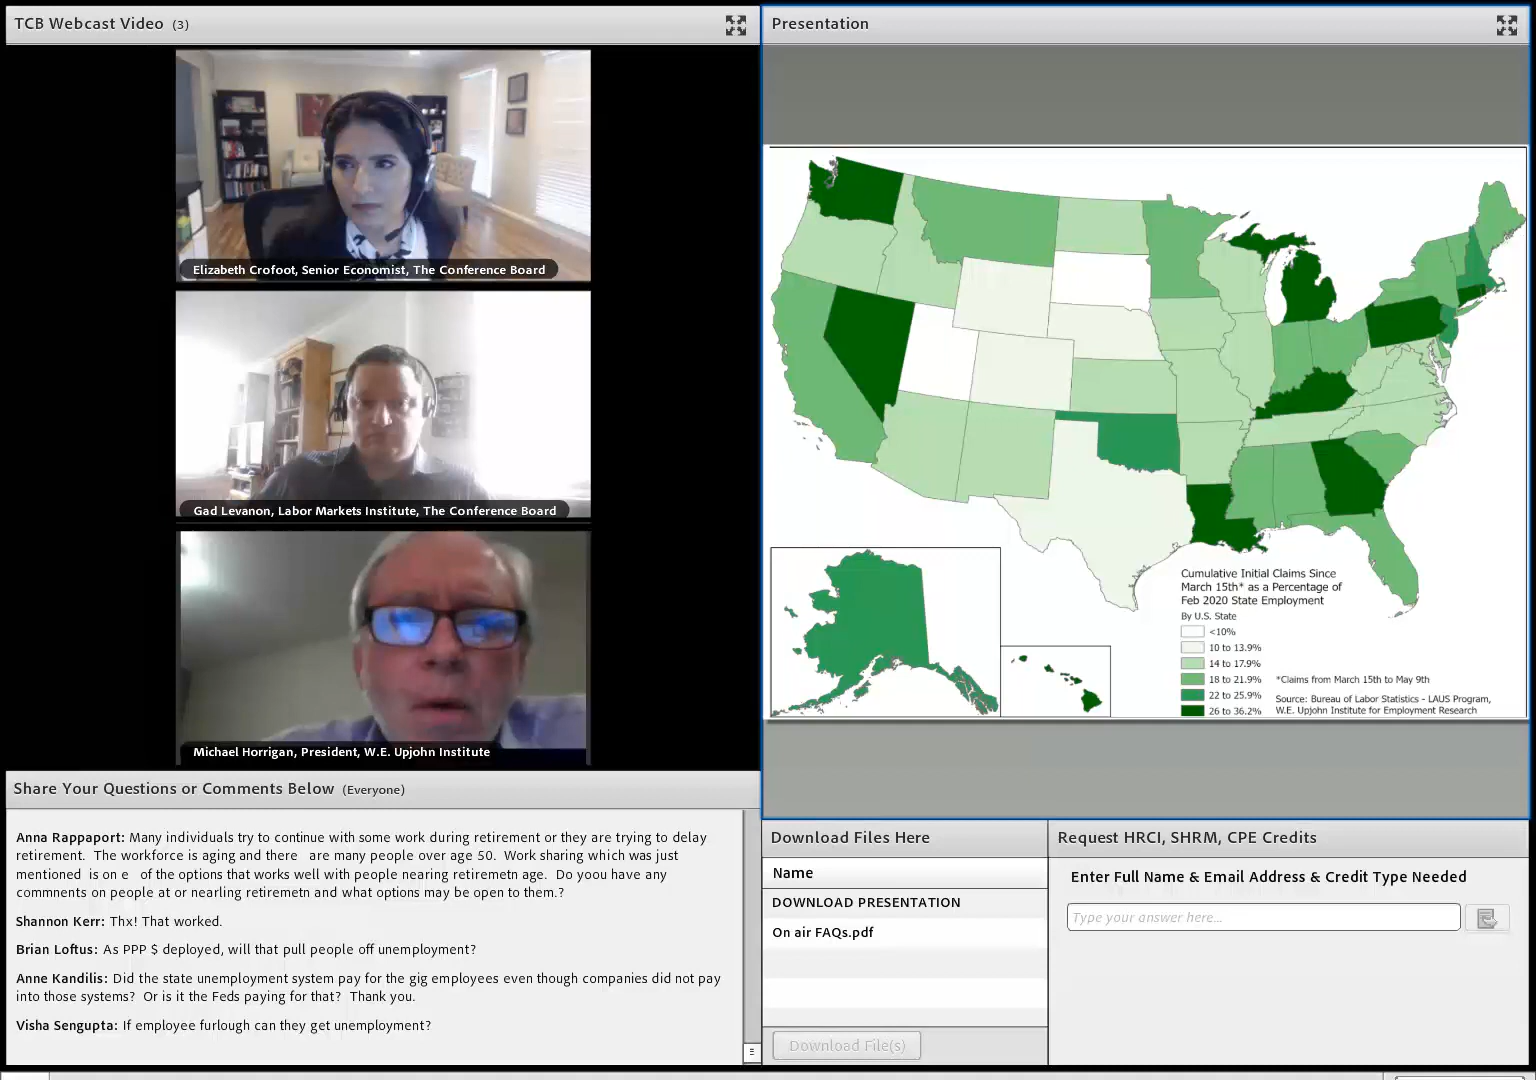 TCB Webcast Video (3)
Elizabeth Crofoot, Senior Economist, The Conference Board
Gad Levanon, Labor Markets Institute, The Conference Board
Michael Horrigan, President, W.E. Upjohn Institute
Share Your Questions or Comments Below (Everyone)
Anna Rappaport: Many individuals try to continue with some work during retirement or they are trying to delay
retirement. The workforce is aging and there are many people over age 50. Work sharing which was just
mentioned is on e of the options that works well with people nearing retiremetn age. Do yoou have any
commnents on people at or nearling retiremetn and what options may be open to them.?
Shannon Kerr: Thx! That worked.
Brian Loftus: As PPP $ deployed, will that pull people off unemployment?
Anne Kandilis: Did the state unemployment system pay for the gig employees even though companies did not pay
into those systems? Or is it the Feds paying for that? Thank you.
Visha Sengupta: If employee furlough can they get unemployment?
Presentation
Cumulative Initial Claims Since
March 15th* as a Percentage of
Feb 2020 State Employment
By U.S. State
<10%
10 to 13.9%
14 to 17.9%
18 to 21.9%
22 to 25.9%
26 to 36.2%
*Claims from March 15th to May 9th
Source: Bureau of Labor Statistics - LAUS Program,
W.E. Upjohn Institute for Employment Research
Download Files Here
Name
DOWNLOAD PRESENTATION
On air FAQs.pdf
Download File(s)
Request HRCI, SHRM, CPE Credits
Enter Full Name & Email Address & Credit Type Needed
Type your answer here...